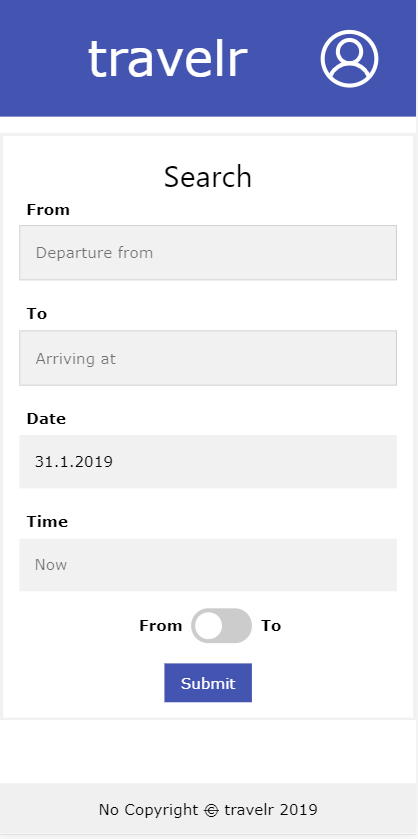 travelr
Search
From
Departure from
To
Arriving at
Date
31.1.2019
Time
Now
From To
Submit
No Copyright © travelr 2019